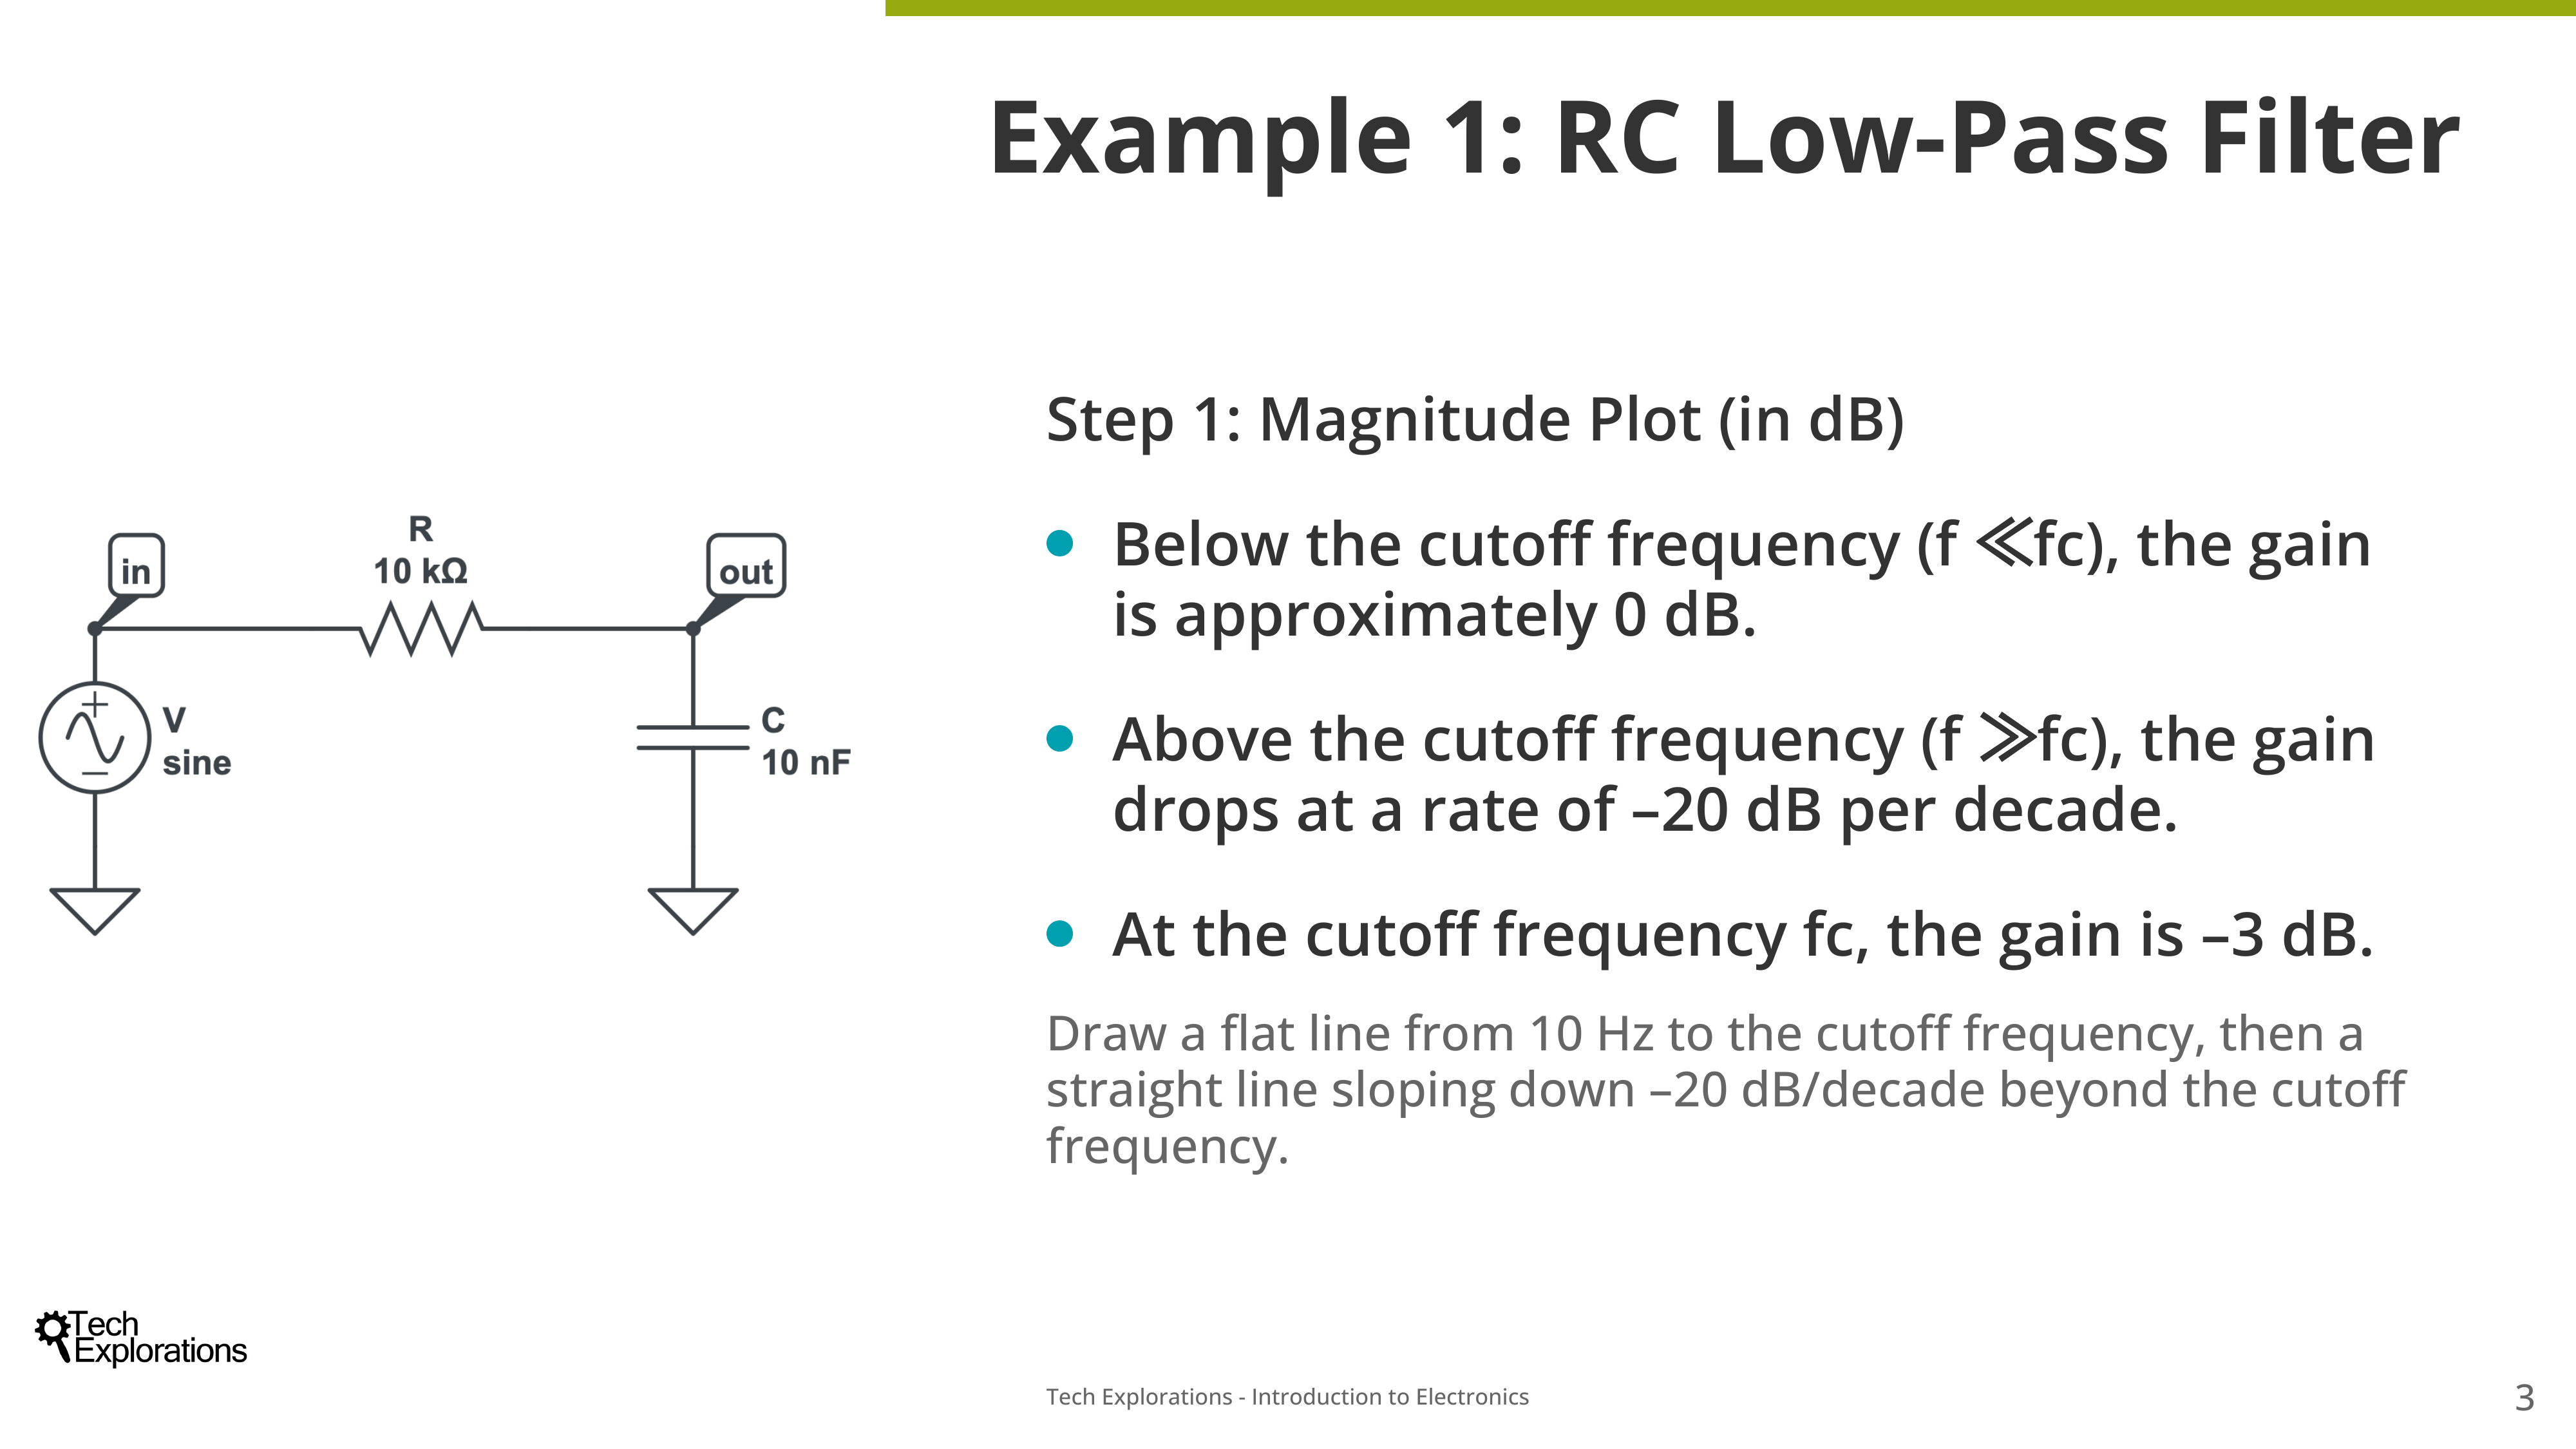 Example 1: RC Low-Pass Filter
Step 1: Magnitude Plot (in dB)
• Below the cutoff frequency (f ≪fc), the gain
is approximately 0 dB.
• Above the cutoff frequency (f ≫fc), the gain
drops at a rate of –20 dB per decade.
• At the cutoff frequency fc, the gain is –3 dB.
Draw a flat line from 10 Hz to the cutoff frequency, then a
straight line sloping down –20 dB/decade beyond the cutoff
frequency.
in
R
10 kΩ
out
+
–
V
sine
C
10 nF
Tech
Explorations
Tech Explorations - Introduction to Electronics
3